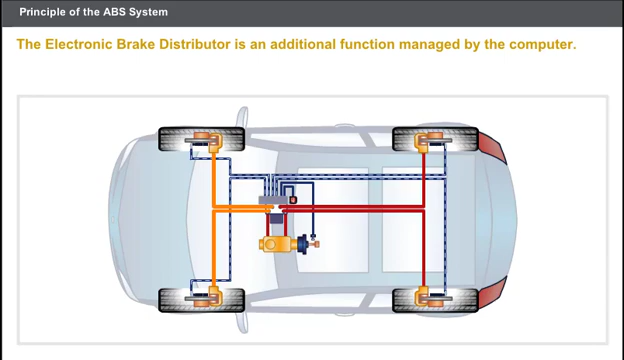 Principle of the ABS System
The Electronic Brake Distributor is an additional function managed by the computer.